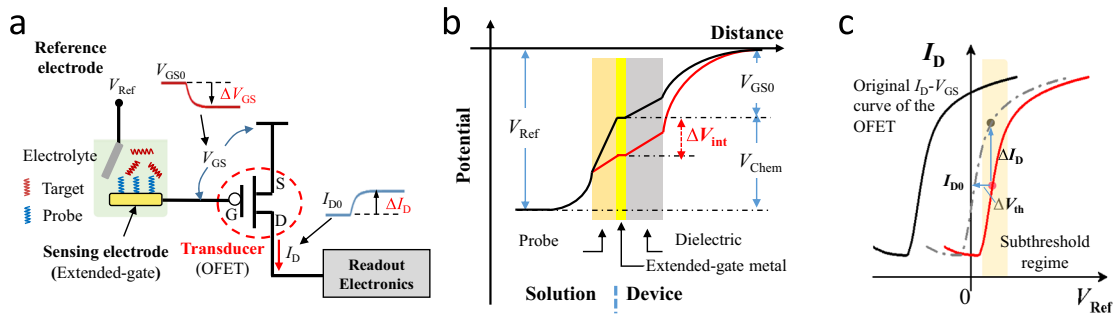 a
Reference
electrode
V_Ref
V_GS0
ΔV_GS
V_GS
Electrolyte
Target
Probe
S
G
D
I_D0
ΔI_D
I_D
Sensing electrode
(Extended-gate)
Transducer
(OFET)
Readout
Electronics
b
Distance
Potential
V_Ref
V_GS0
ΔV_int
V_Chem
Probe
Dielectric
Extended-gate metal
Solution
Device
c
I_D
Original I_D-V_GS
curve of the
OFET
ΔI_D
I_D0
ΔV_th
Subthreshold
regime
0
V_Ref